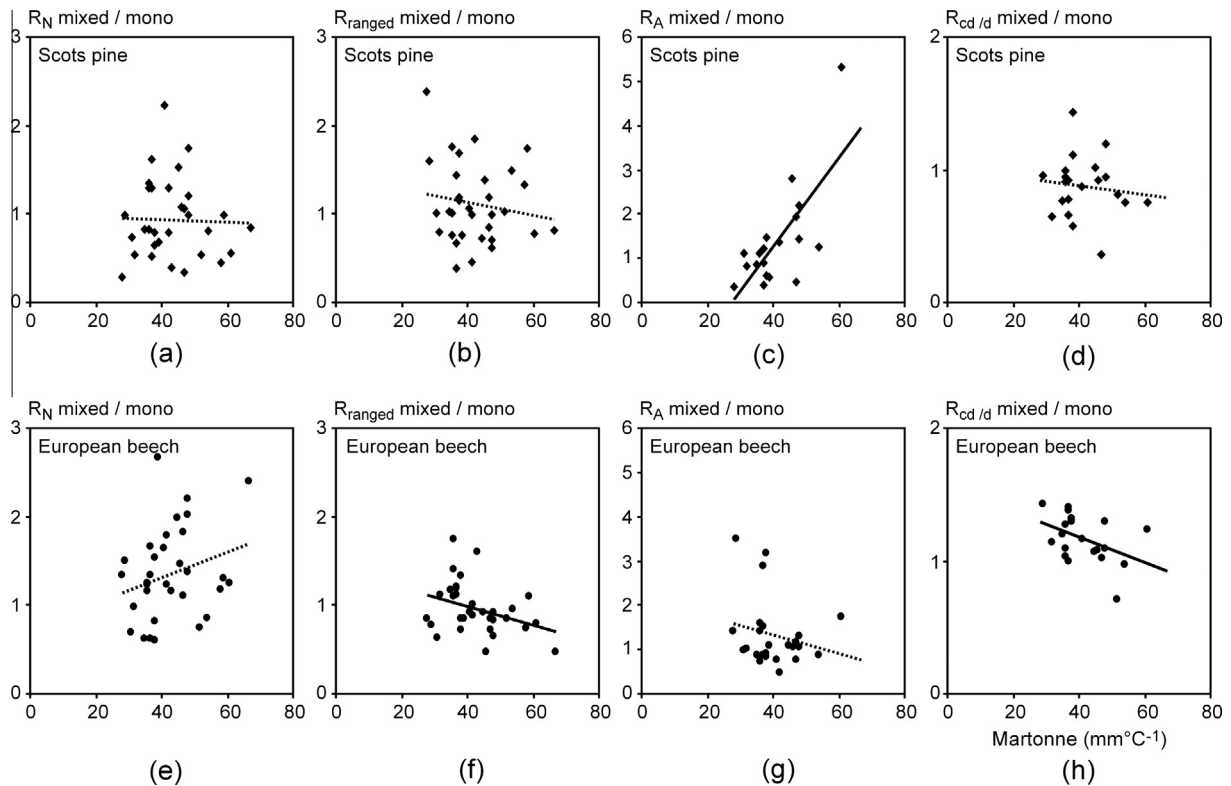 R_N mixed / mono
R_ranged mixed / mono
R_A mixed / mono
R_cd /d mixed / mono
3
Scots pine
2
1
0
0 20 40 60 80
(a)
3
Scots pine
2
1
0
0 20 40 60 80
(b)
6
Scots pine
5
4
3
2
1
0
0 20 40 60 80
(c)
2
Scots pine
1
0
0 20 40 60 80
(d)
R_N mixed / mono
R_ranged mixed / mono
R_A mixed / mono
R_cd /d mixed / mono
3
European beech
2
1
0
0 20 40 60 80
(e)
3
European beech
2
1
0
0 20 40 60 80
(f)
6
European beech
5
4
3
2
1
0
0 20 40 60 80
(g)
2
European beech
1
0
0 20 40 60 80
Martonne (mm°C-1)
(h)